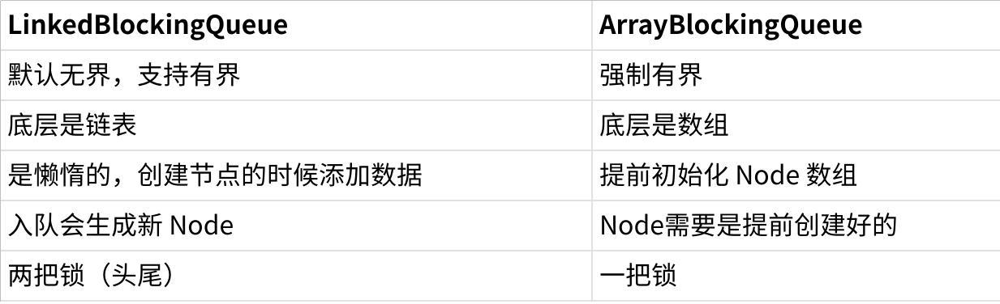 LinkedBlockingQueue ArrayBlockingQueue
默认无界，支持有界 强制有界
底层是链表 底层是数组
是懒惰的，创建节点的时候添加数据 提前初始化 Node 数组
入队会生成新 Node Node需要是提前创建好的
两把锁（头尾） 一把锁